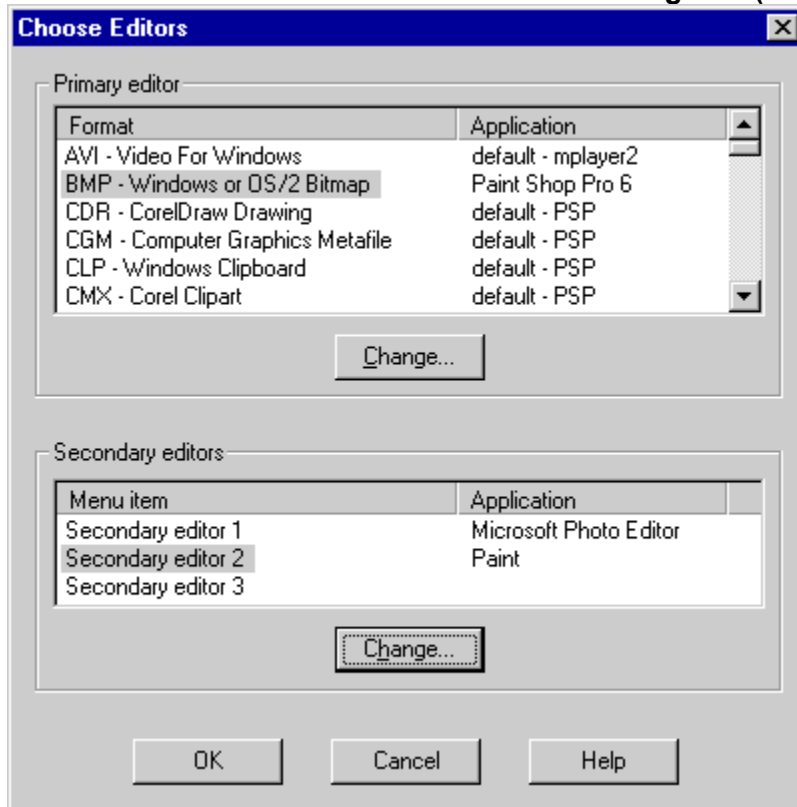 Choose Editors
Primary editor
Format Application
AVI - Video For Windows default - mplayer2
BMP - Windows or OS/2 Bitmap Paint Shop Pro 6
CDR - CorelDraw Drawing default - PSP
CGM - Computer Graphics Metafile default - PSP
CLP - Windows Clipboard default - PSP
CMX - Corel Clipart default - PSP
Change...
Secondary editors
Menu item Application
Secondary editor 1 Microsoft Photo Editor
Secondary editor 2 Paint
Secondary editor 3
Change...
OK Cancel Help